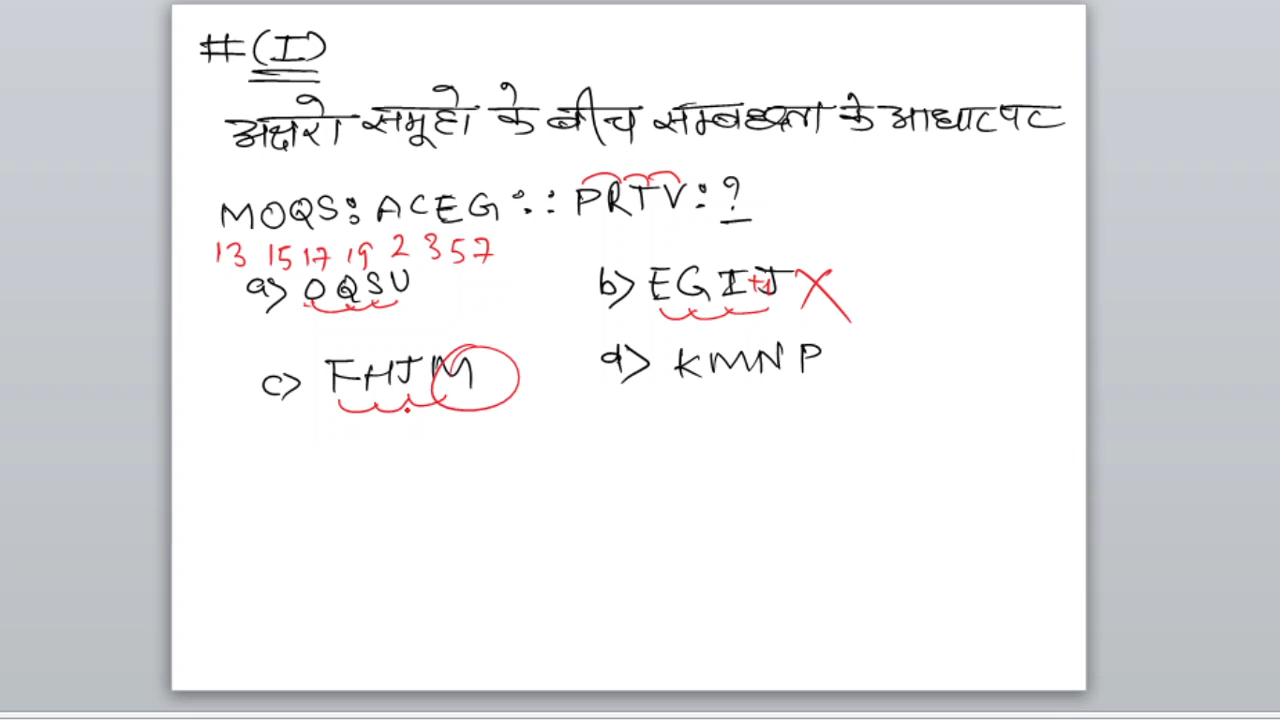 # (I)
अक्षरो समूहो के बीच सम्बद्धता के आधार पर
MOQS : ACEG :: PRTV : ?
13 15 17 19 2 3 5 7
a) OQSU b) EGIJ +1
c) FHJM d) KMNP